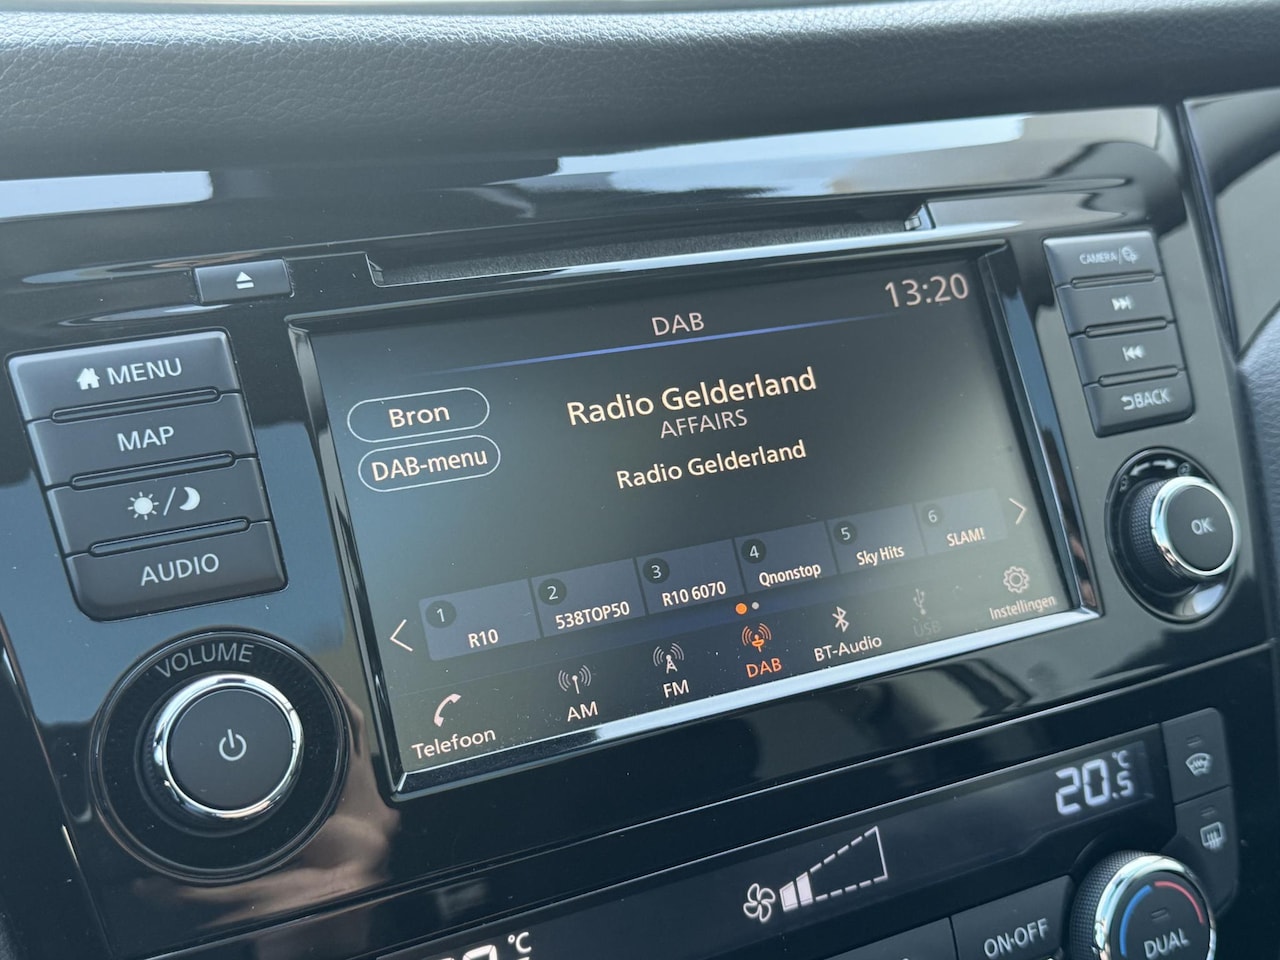 13:20
DAB
CAMERA/
MENU
MAP
AUDIO
VOLUME
Bron
DAB-menu
Radio Gelderland
AFFAIRS
Radio Gelderland
BACK
OK
1 R10
2 538TOP50
3 R10 6070
4 Qnonstop
5 Sky Hits
6 SLAM!
Telefoon
AM
FM
DAB
BT-Audio
USB
Instellingen
20.5 °C
°C
ON·OFF
DUAL